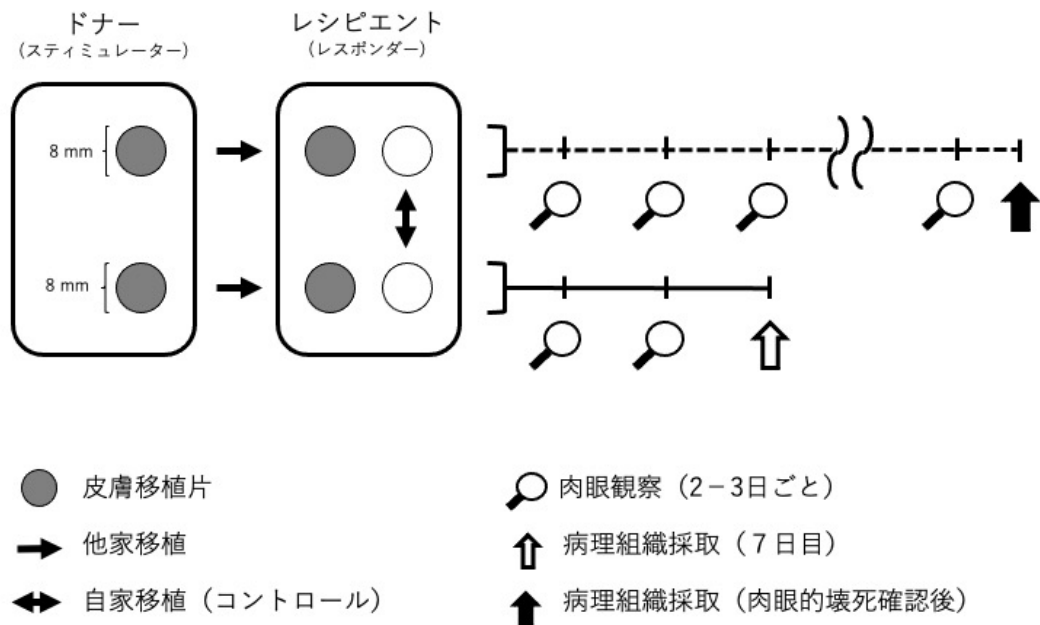 ドナー
(スティミュレーター)
レシピエント
(レスポンダー)
8 mm
8 mm
皮膚移植片
他家移植
自家移植（コントロール）
肉眼観察（2－3日ごと）
病理組織採取（７日目）
病理組織採取（肉眼的壊死確認後）